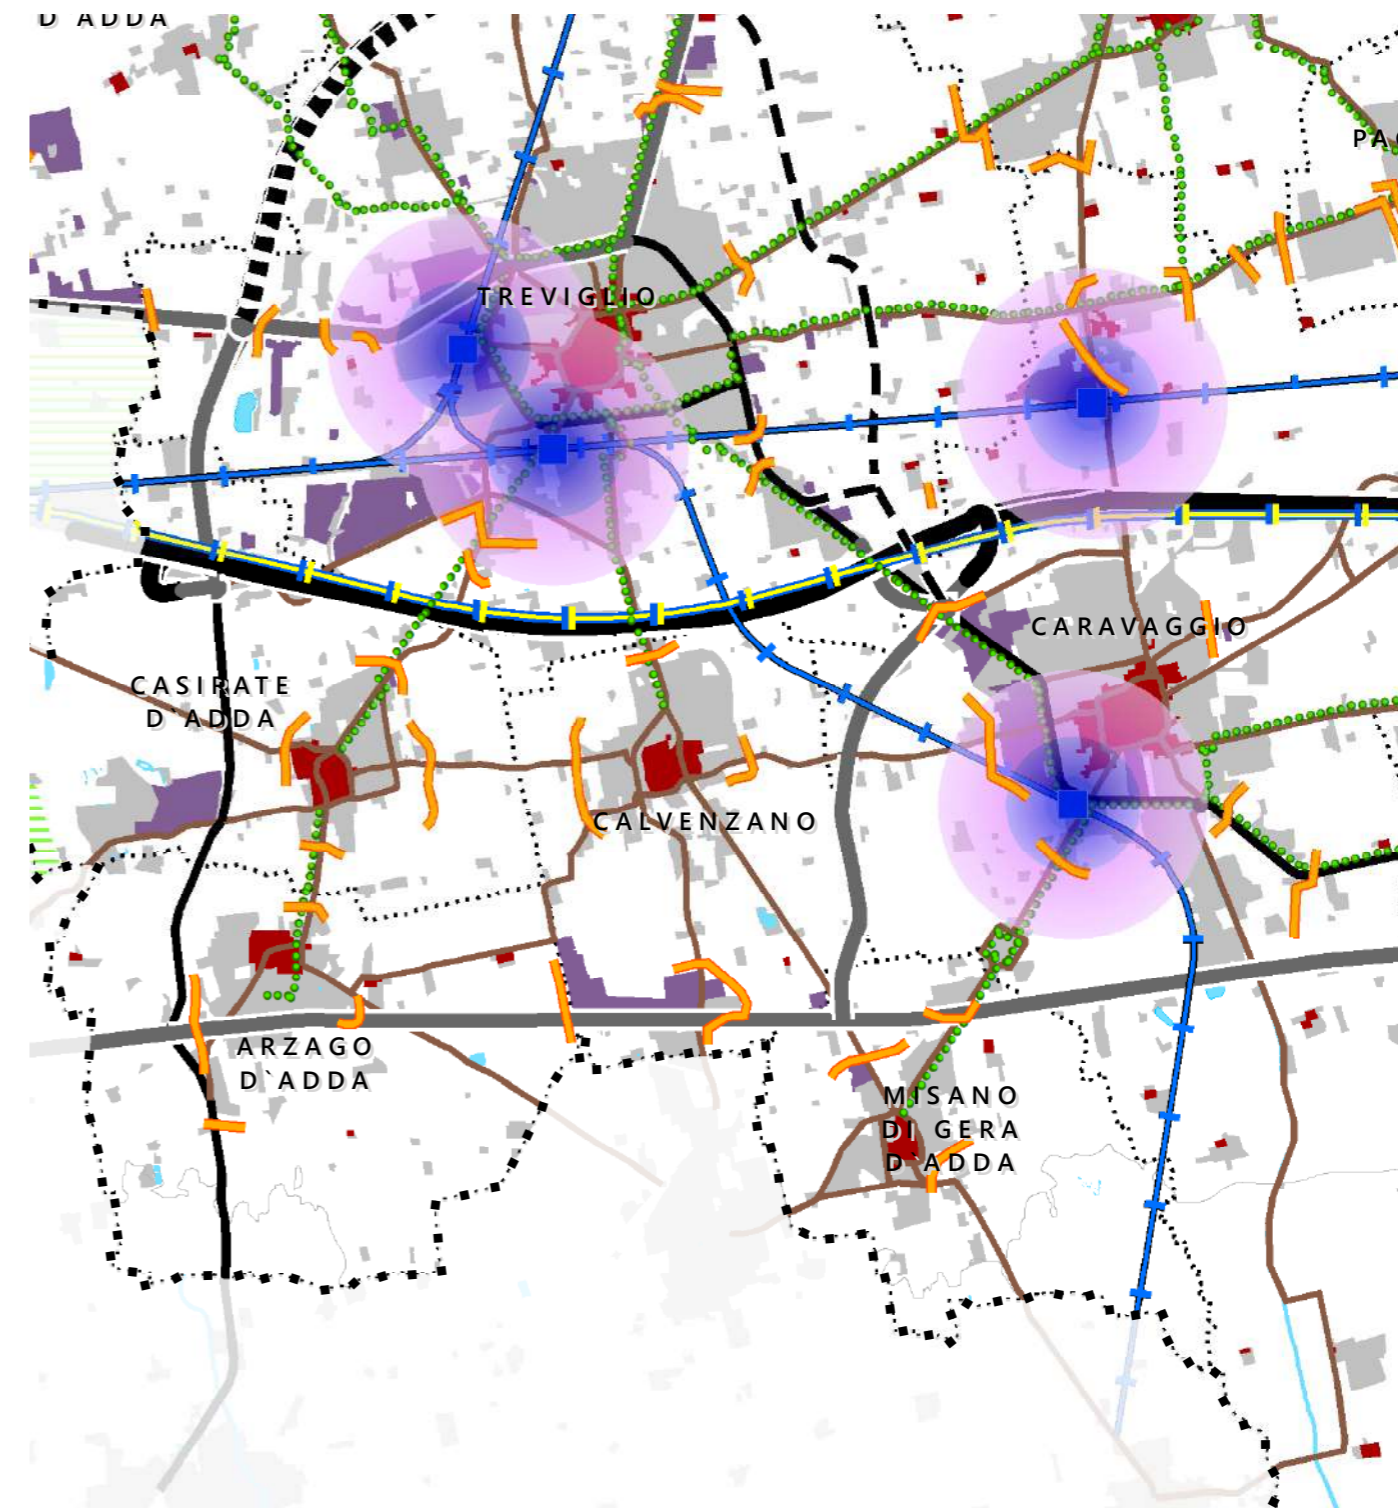 D'ADDA
PA
TREVIGLIO
CARAVAGGIO
CASIRATE
D`ADDA
CALVENZANO
ARZAGO
D`ADDA
MISANO
DI GERA
D`ADDA